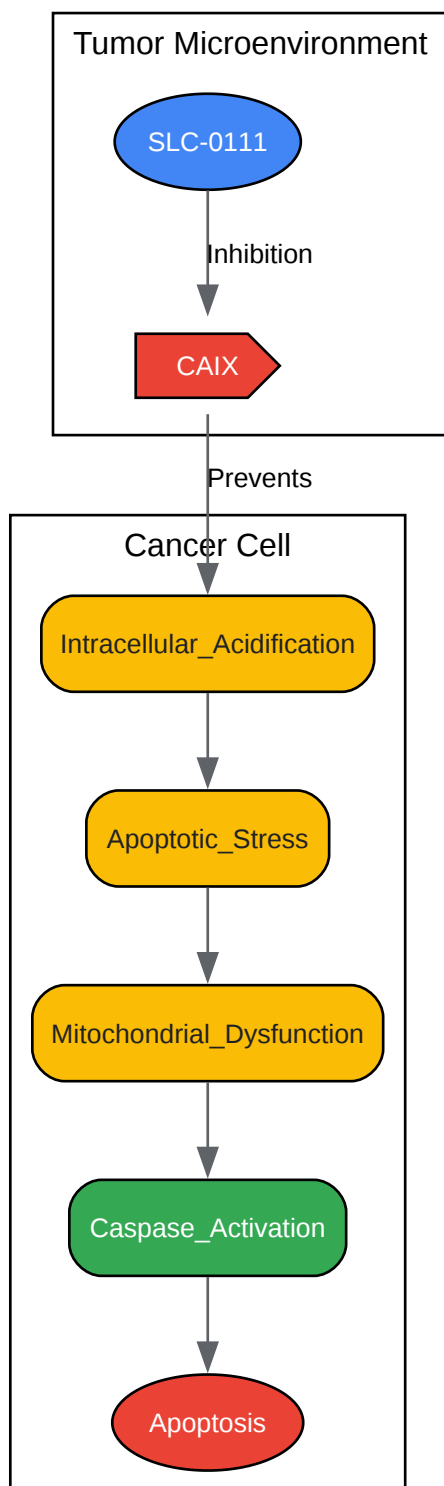 Tumor Microenvironment
SLC-0111
Inhibition
CAIX
Prevents
Cancer Cell
Intracellular_Acidification
Apoptotic_Stress
Mitochondrial_Dysfunction
Caspase_Activation
Apoptosis